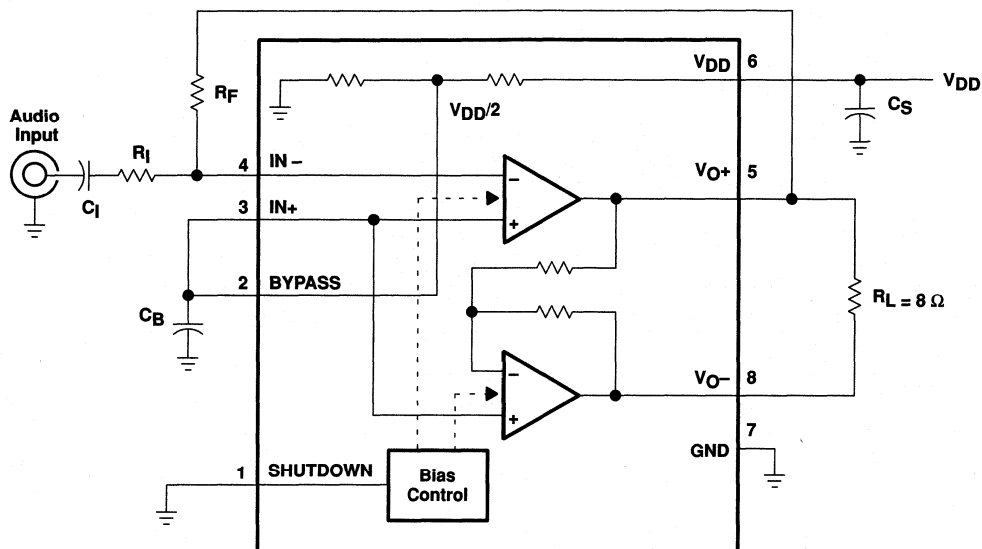 VDD 6
VDD
RF
VDD/2
CS
Audio
Input
RI
4 IN −
VO+ 5
CI
3 IN+
−
+
2 BYPASS
CB
RL = 8 Ω
VO− 8
−
+
7
GND
1 SHUTDOWN
Bias
Control